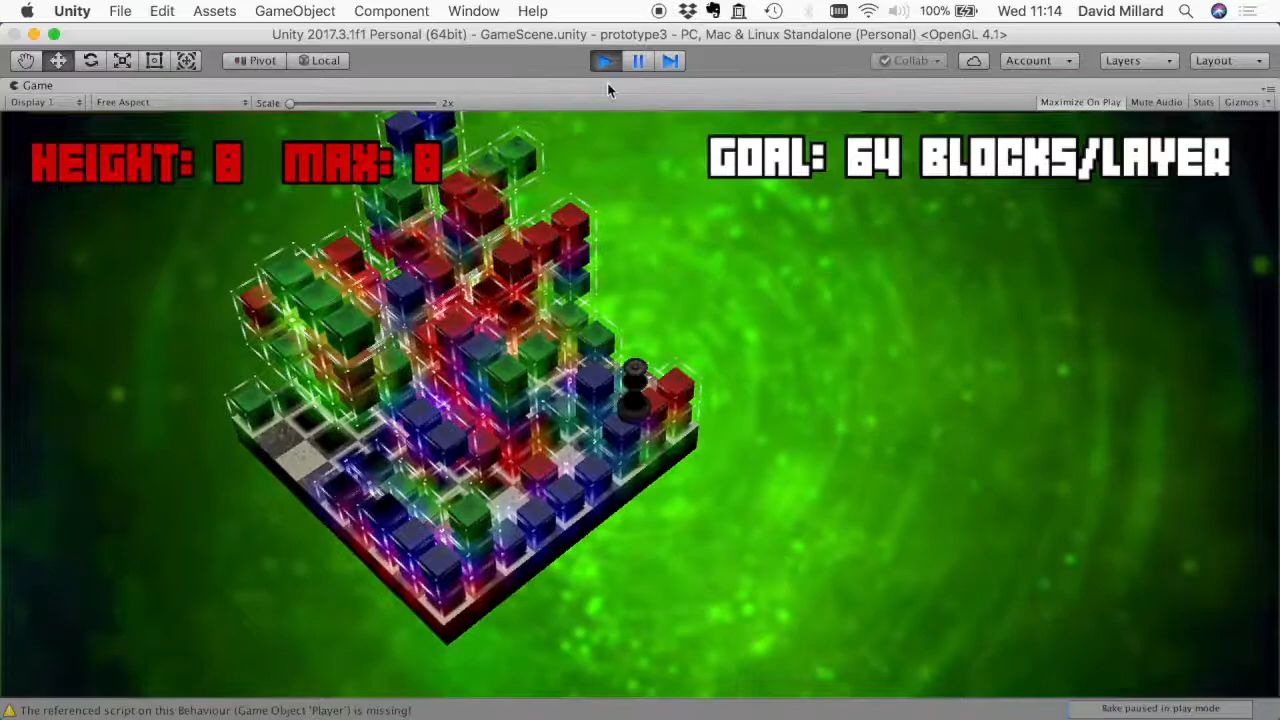 Unity File Edit Assets GameObject Component Window Help 100% Wed 11:14 David Millard
Unity 2017.3.1f1 Personal (64bit) - GameScene.unity - prototype3 - PC, Mac & Linux Standalone (Personal) <OpenGL 4.1>
Pivot Local Collab Account Layers Layout
Game
Display 1 Free Aspect Scale 2x Maximize On Play Mute Audio Stats Gizmos
HEIGHT: 8 MAX: 8 GOAL: 64 BLOCKS/LAYER
The referenced script on this Behaviour (Game Object 'Player') is missing! Bake paused in play mode